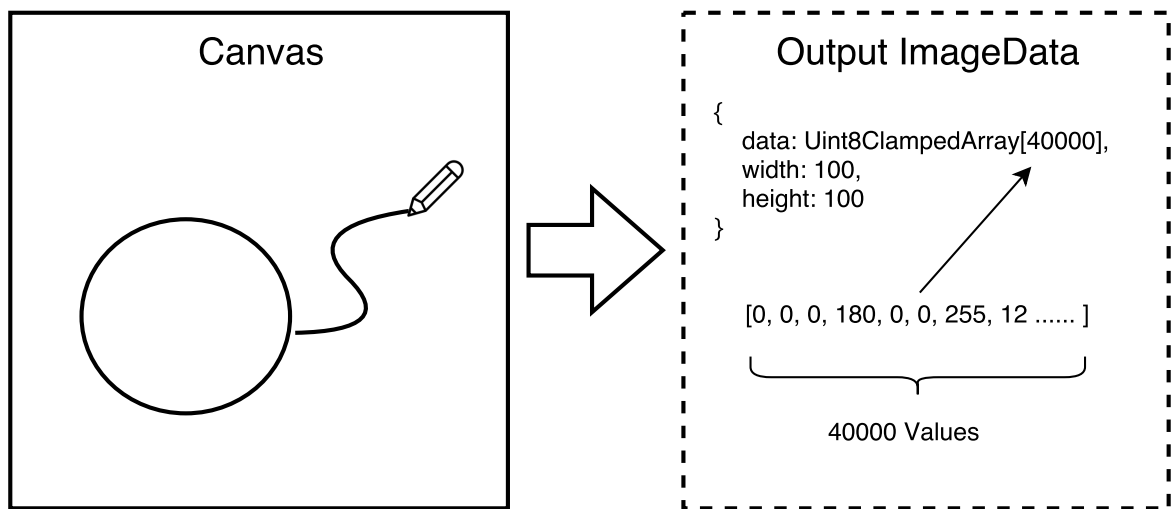 Canvas
Output ImageData
{
data: Uint8ClampedArray[40000],
width: 100,
height: 100
}
[0, 0, 0, 180, 0, 0, 255, 12 ...... ]
40000 Values